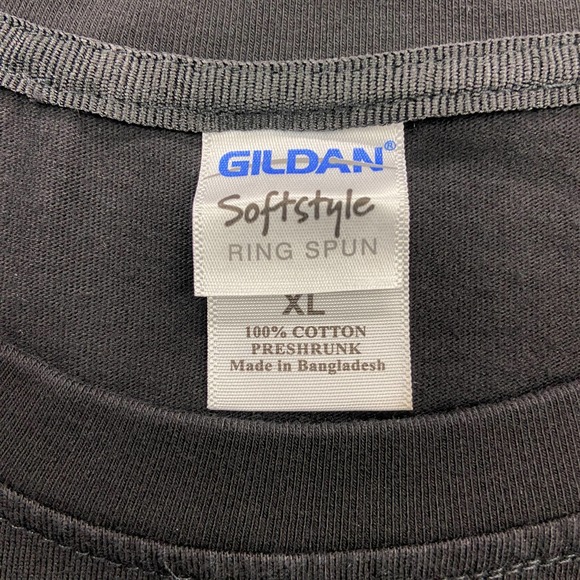 GILDAN®
Softstyle
RING SPUN
XL
100% COTTON
PRESHRUNK
Made in Bangladesh